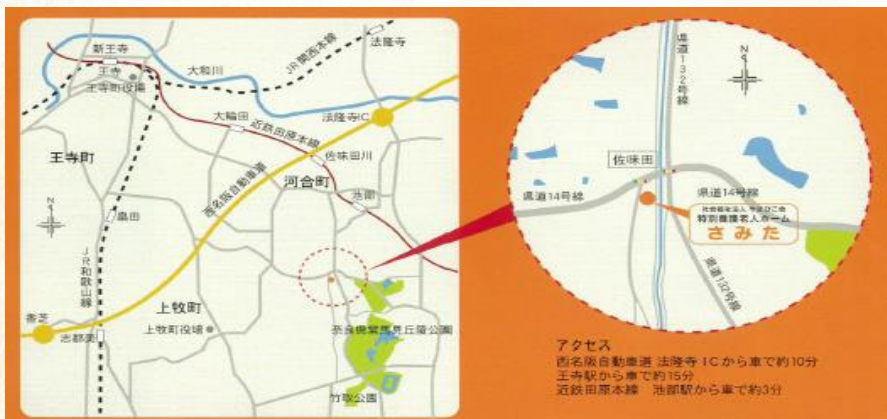 新王寺
王寺
王寺町役場
大和川
JR関西本線
法隆寺
大輪田
近鉄田原本線
法隆寺IC
佐味田川
王寺町
西名阪自動車道
河合町
池部
N
畠田
JR和歌山線
上牧町
香芝
上牧町役場
志都美
奈良県営馬見丘陵公園
竹取公園
県道132号線
N
佐味田
県道14号線
県道14号線
特別養護老人ホーム
さみた
県道132号線
アクセス
西名阪自動車道 法隆寺 ICから車で約10分
王寺駅から車で約15分
近鉄田原本線 池部駅から車で約3分